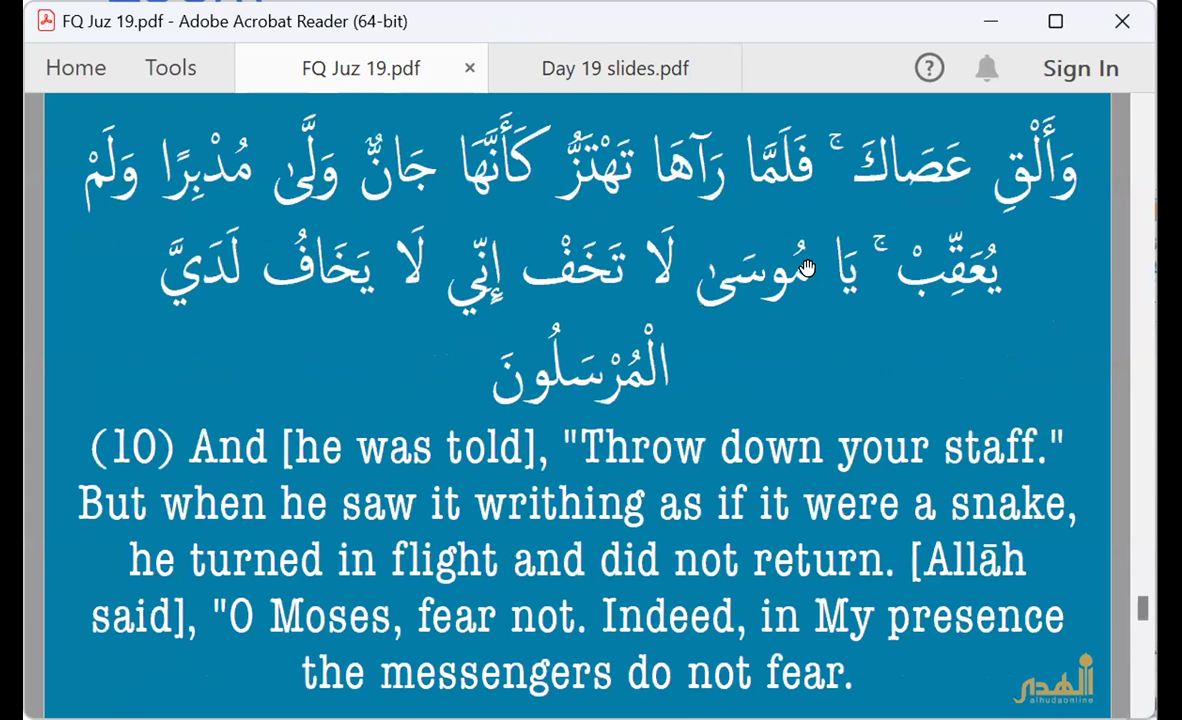 FQ Juz 19.pdf - Adobe Acrobat Reader (64-bit)
Home Tools FQ Juz 19.pdf Day 19 slides.pdf Sign In
وَأَلْقِ عَصَاكَ ۚ فَلَمَّا رَآهَا تَهْتَزُّ كَأَنَّهَا جَانٌّ وَلَّىٰ مُدْبِرًا وَلَمْ
يُعَقِّبْ ۚ يَا مُوسَىٰ لَا تَخَفْ إِنِّي لَا يَخَافُ لَدَيَّ
الْمُرْسَلُونَ
(10) And [he was told], "Throw down your staff."
But when he saw it writhing as if it were a snake,
he turned in flight and did not return. [Allāh
said], "O Moses, fear not. Indeed, in My presence
the messengers do not fear.
الهدى
alhudaonline